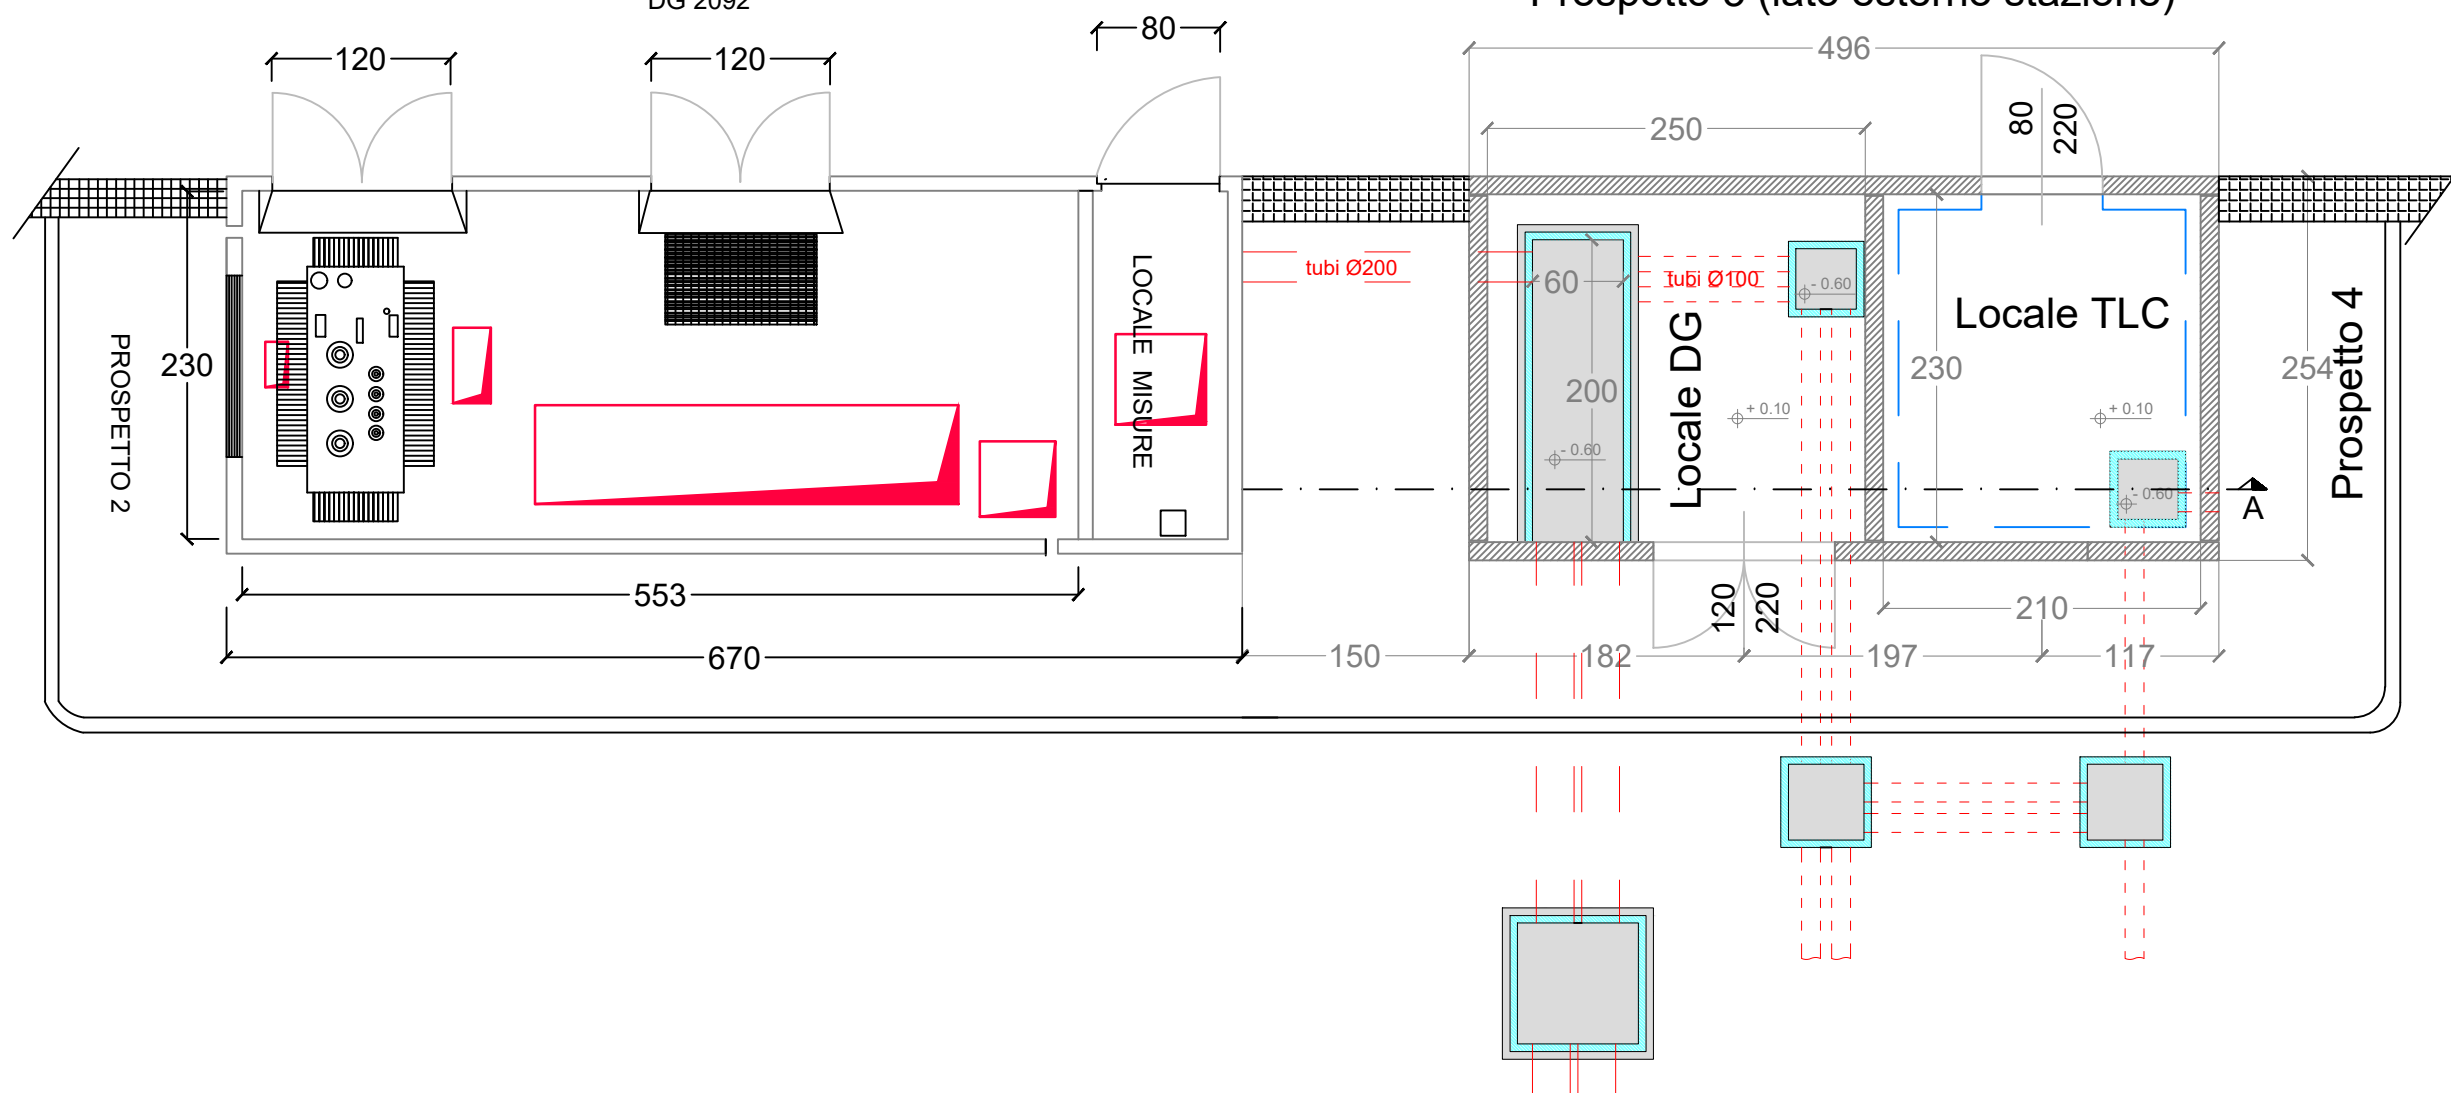 DG 2092
Prospetto 3 (lato esterno stazione)
80
120
120
496
250
80
220
tubi Ø200
60
tubi Ø100
- 0.60
LOCALE MISURE
Locale TLC
PROSPETTO 2
230
200
Locale DG
230
254
Prospetto 4
+ 0.10
+ 0.10
- 0.60
- 0.60
A
553
120
220
210
670
150
182
197
117